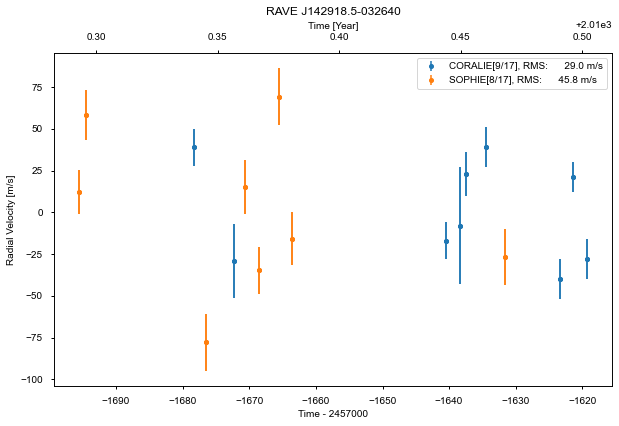 RAVE J142918.5-032640
Time [Year]
+2.01e3
0.30 0.35 0.40 0.45 0.50
CORALIE[9/17], RMS: 29.0 m/s
SOPHIE[8/17], RMS: 45.8 m/s
75
50
25
0
−25
−50
−75
−100
Radial Velocity [m/s]
−1690 −1680 −1670 −1660 −1650 −1640 −1630 −1620
Time - 2457000